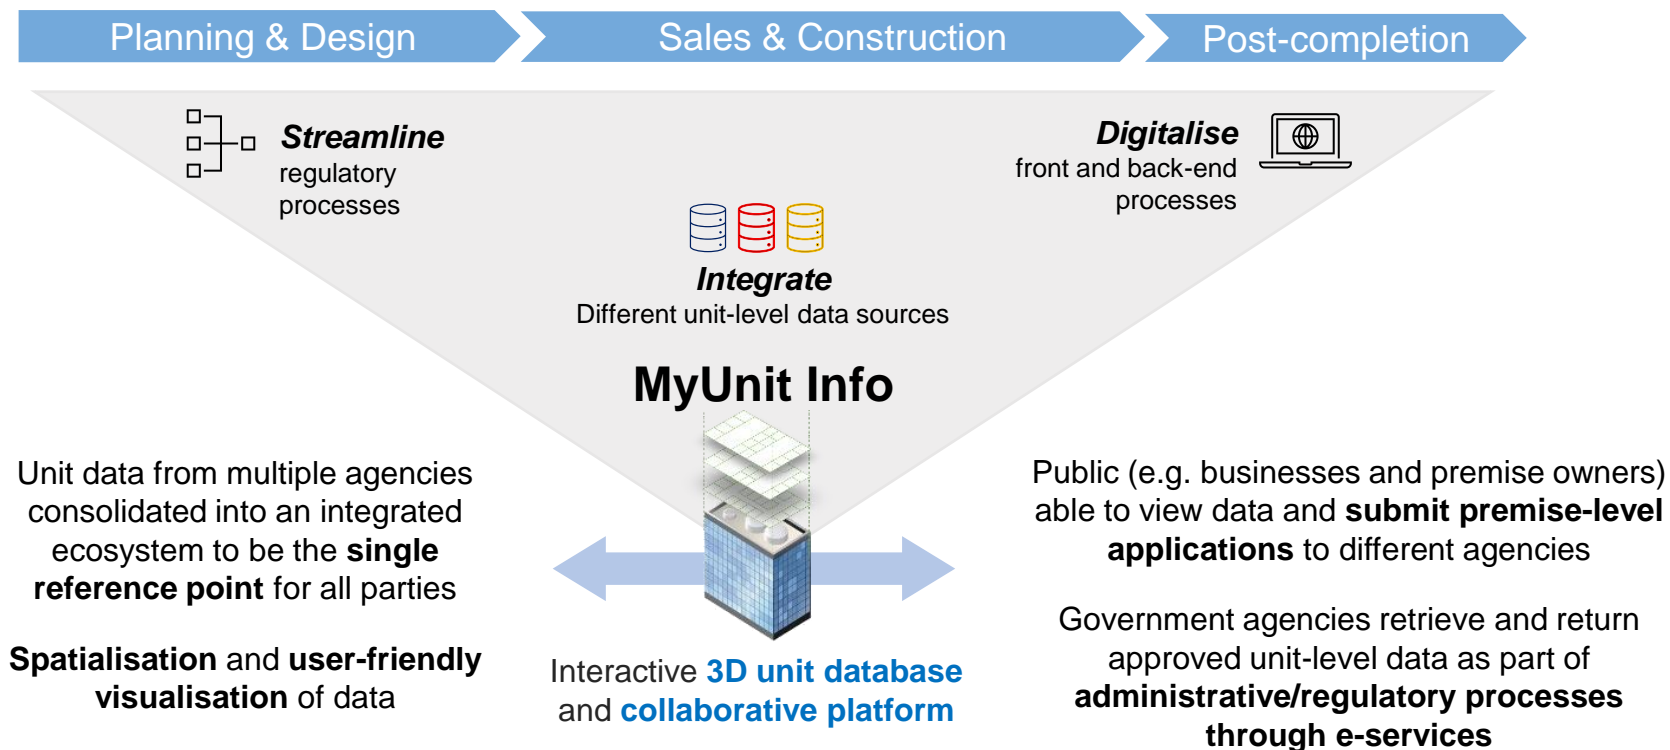 Planning & Design
Sales & Construction
Post-completion
Streamline
regulatory
processes
Digitalise
front and back-end
processes
Integrate
Different unit-level data sources
MyUnit Info
Unit data from multiple agencies
consolidated into an integrated
ecosystem to be the single
reference point for all parties
Spatialisation and user-friendly
visualisation of data
Interactive 3D unit database
and collaborative platform
Public (e.g. businesses and premise owners)
able to view data and submit premise-level
applications to different agencies
Government agencies retrieve and return
approved unit-level data as part of
administrative/regulatory processes
through e-services